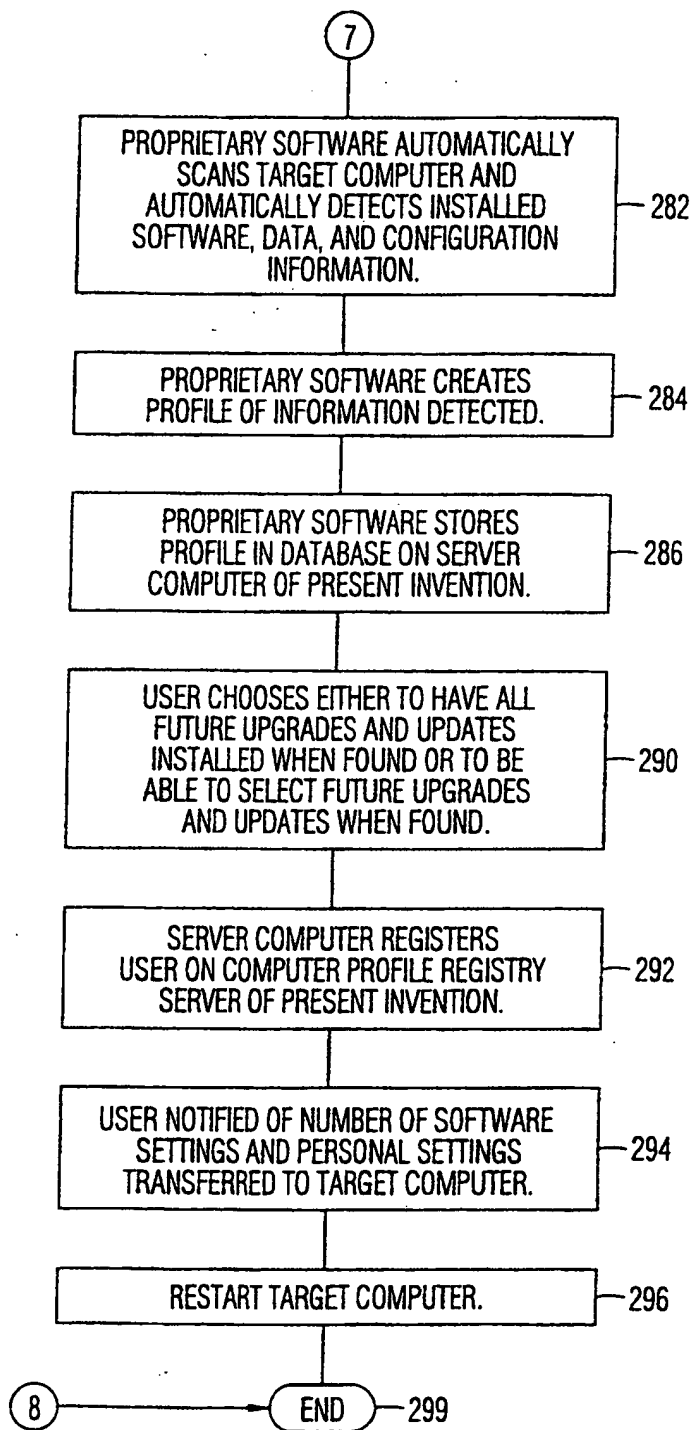 7
PROPRIETARY SOFTWARE AUTOMATICALLY
SCANS TARGET COMPUTER AND
AUTOMATICALLY DETECTS INSTALLED
SOFTWARE, DATA, AND CONFIGURATION
INFORMATION.
282
PROPRIETARY SOFTWARE CREATES
PROFILE OF INFORMATION DETECTED.
284
PROPRIETARY SOFTWARE STORES
PROFILE IN DATABASE ON SERVER
COMPUTER OF PRESENT INVENTION.
286
USER CHOOSES EITHER TO HAVE ALL
FUTURE UPGRADES AND UPDATES
INSTALLED WHEN FOUND OR TO BE
ABLE TO SELECT FUTURE UPGRADES
AND UPDATES WHEN FOUND.
290
SERVER COMPUTER REGISTERS
USER ON COMPUTER PROFILE REGISTRY
SERVER OF PRESENT INVENTION.
292
USER NOTIFIED OF NUMBER OF SOFTWARE
SETTINGS AND PERSONAL SETTINGS
TRANSFERRED TO TARGET COMPUTER.
294
RESTART TARGET COMPUTER.
296
8
END
299